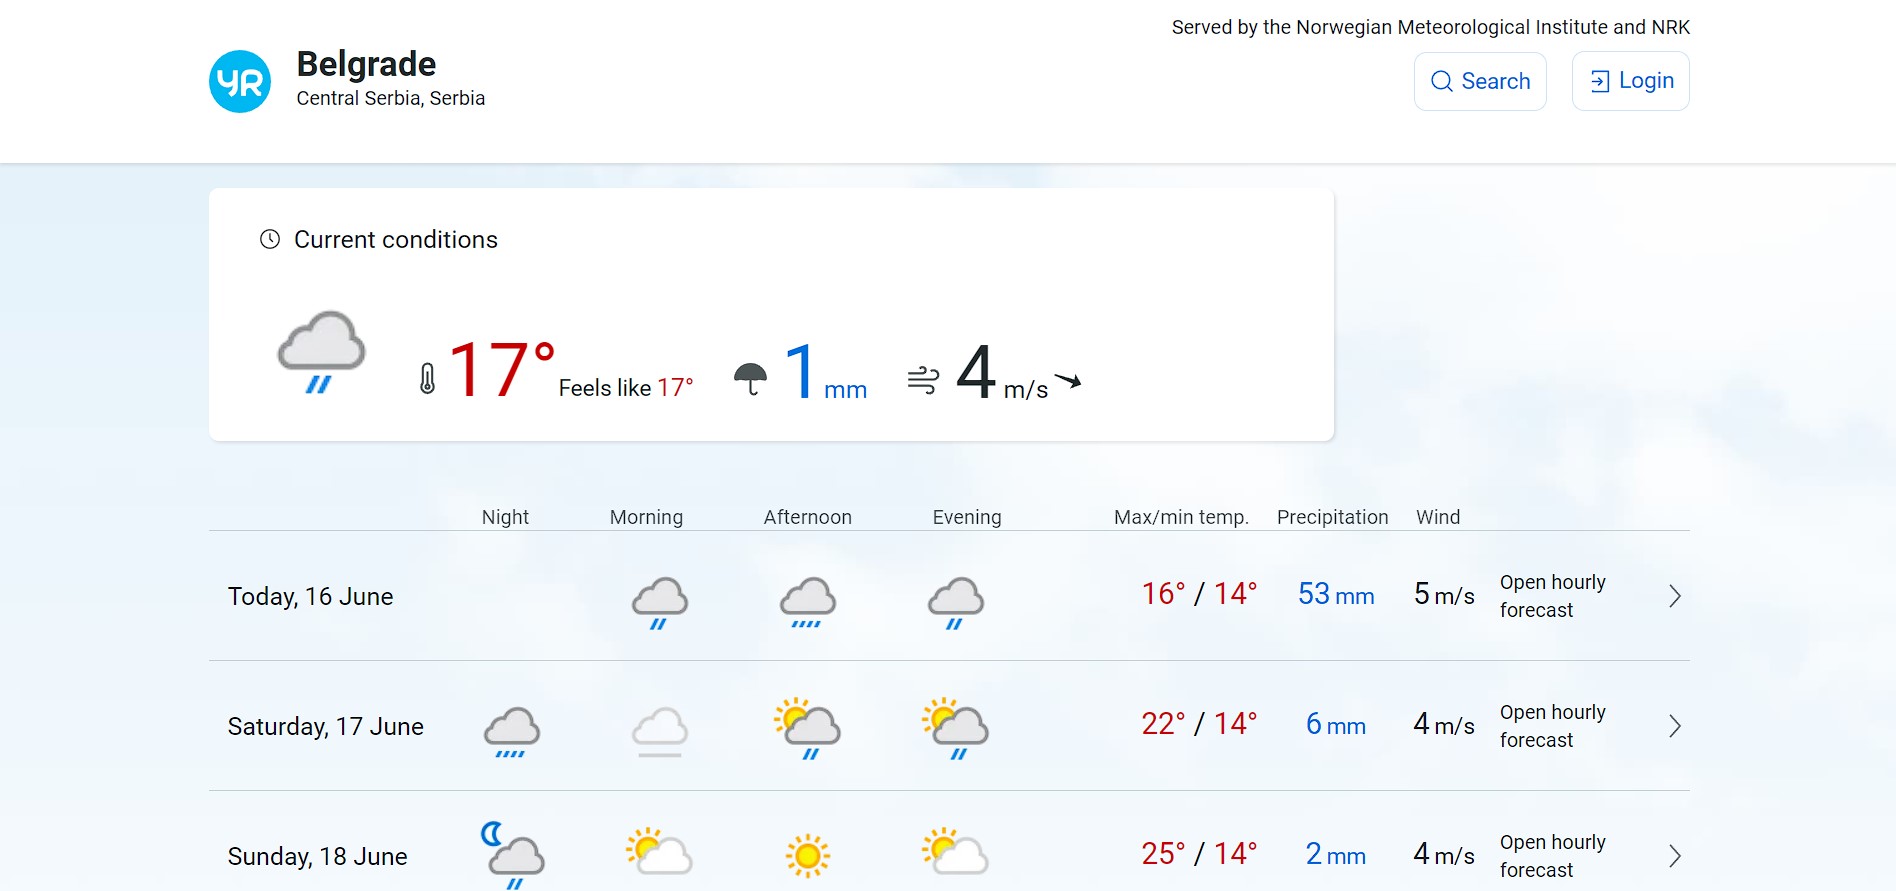 Served by the Norwegian Meteorological Institute and NRK
YR
Belgrade
Central Serbia, Serbia
Search
Login
Current conditions
17° Feels like 17° 1 mm 4 m/s
Night Morning Afternoon Evening Max/min temp. Precipitation Wind
Today, 16 June 16° / 14° 53 mm 5 m/s Open hourly
forecast
Saturday, 17 June 22° / 14° 6 mm 4 m/s Open hourly
forecast
Sunday, 18 June 25° / 14° 2 mm 4 m/s Open hourly
forecast